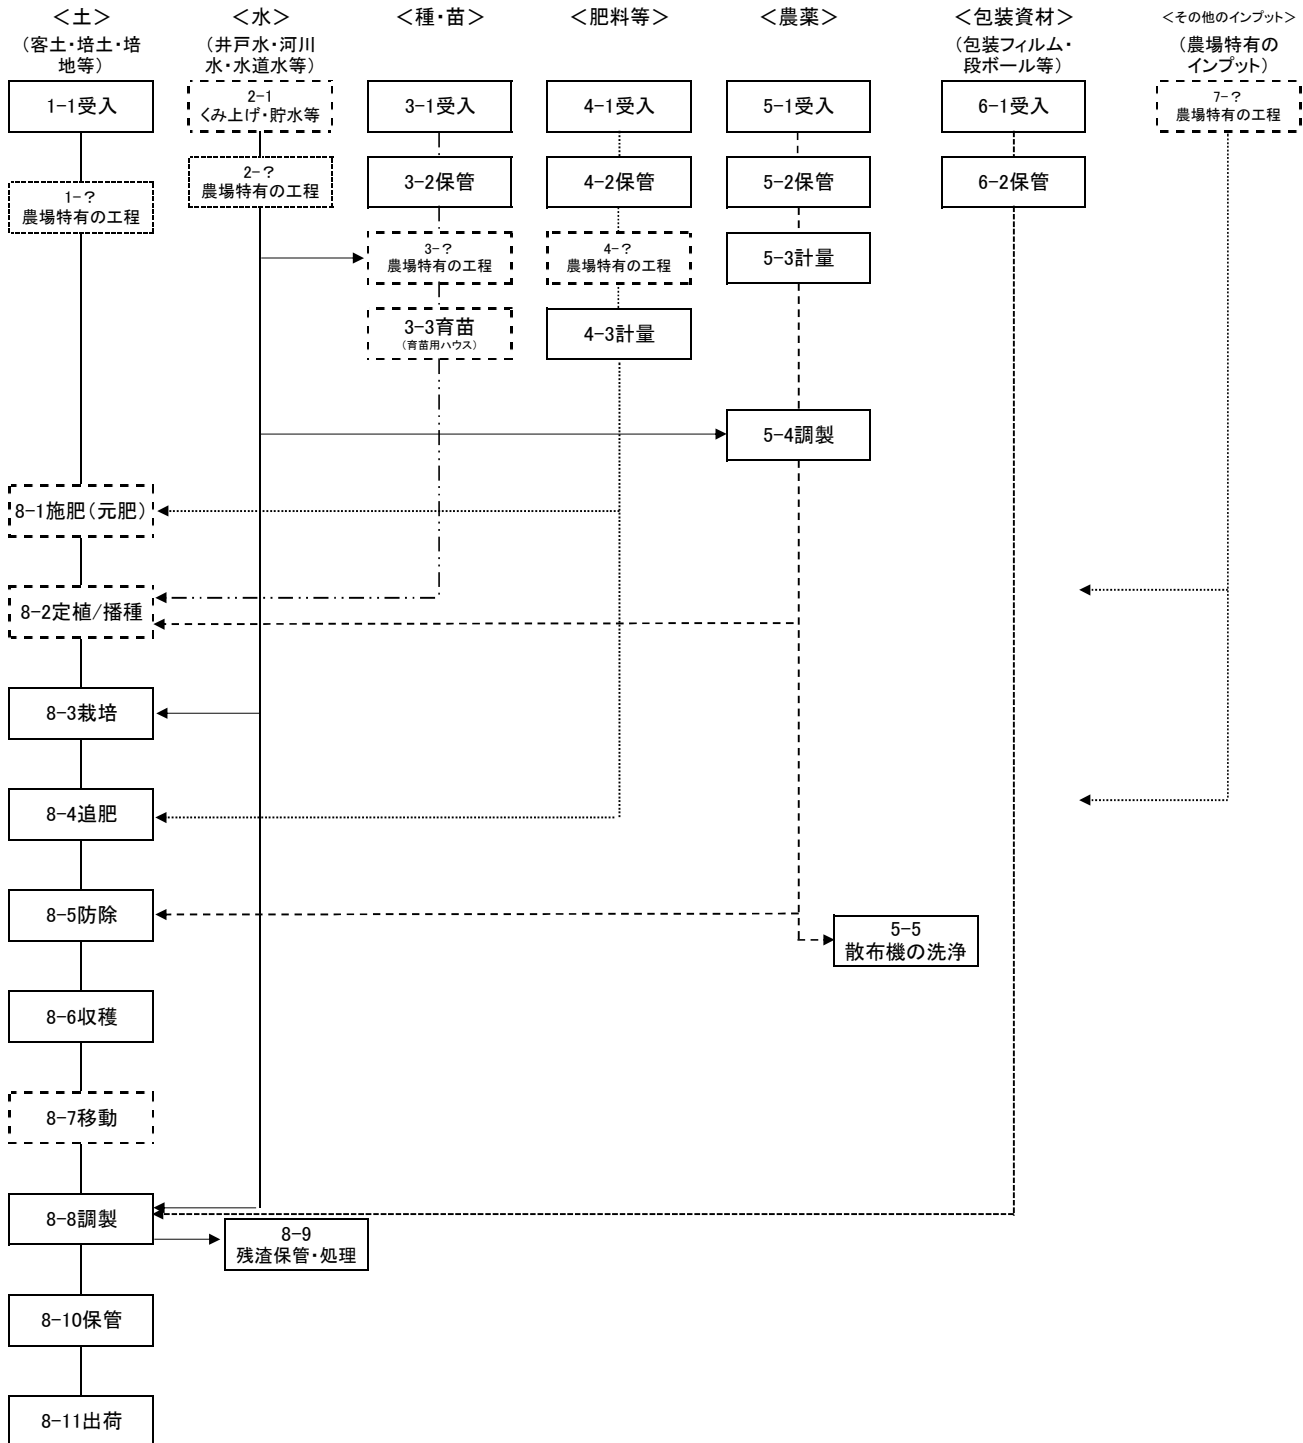 ＜土＞
（客土・培土・培
地等）
＜水＞
（井戸水・河川
水・水道水等）
＜種・苗＞
＜肥料等＞
＜農薬＞
＜包装資材＞
（包装フィルム・
段ボール等）
＜その他のインプット＞
（農場特有の
インプット）
1-1受入
2-1
くみ上げ・貯水等
3-1受入
4-1受入
5-1受入
6-1受入
7-？
農場特有の工程
1-？
農場特有の工程
2-？
農場特有の工程
3-2保管
4-2保管
5-2保管
6-2保管
3-？
農場特有の工程
4-？
農場特有の工程
5-3計量
3-3育苗
（育苗用ハウス）
4-3計量
5-4調製
8-1施肥（元肥）
8-2定植/播種
8-3栽培
8-4追肥
8-5防除
5-5
散布機の洗浄
8-6収穫
8-7移動
8-8調製
8-9
残渣保管・処理
8-10保管
8-11出荷